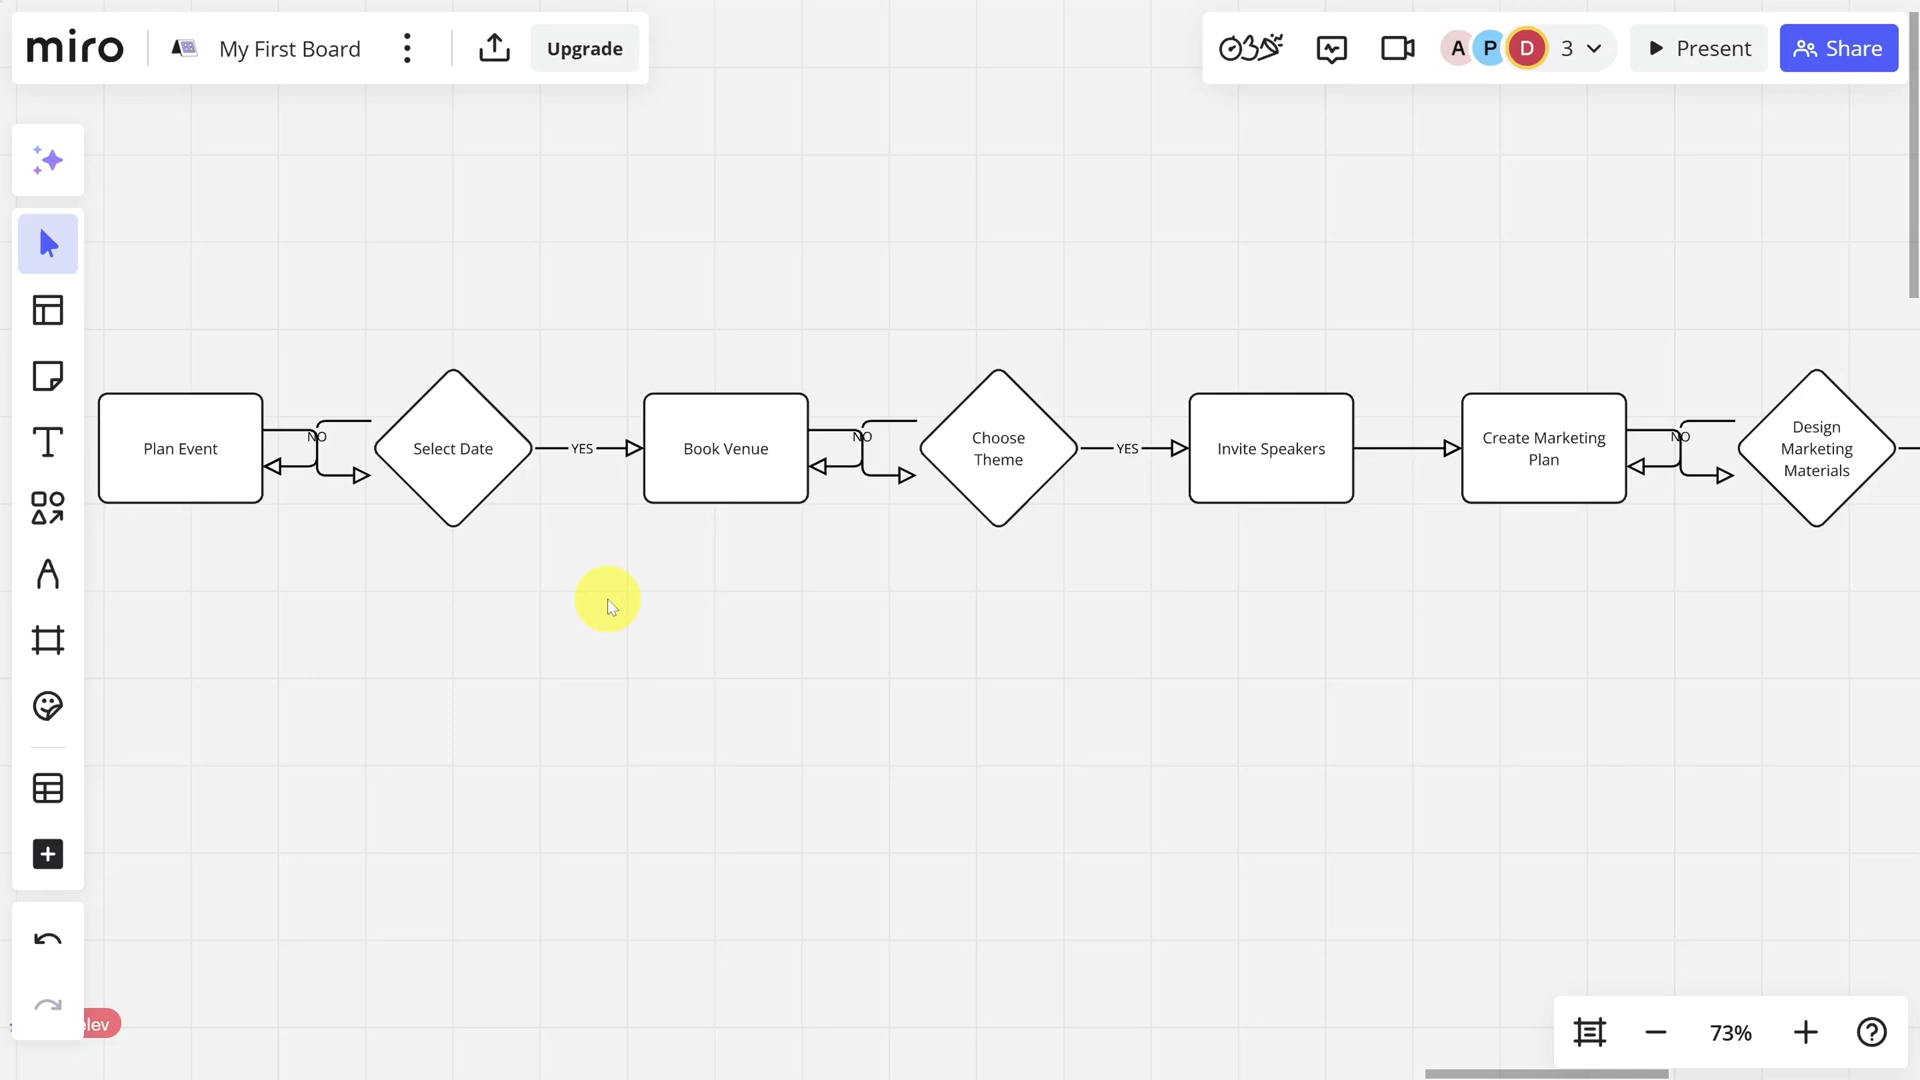 miro
My First Board
Upgrade
A
P
D
3
Present
Share
Plan Event
NO
Select Date
YES
Book Venue
NO
Choose
Theme
YES
Invite Speakers
Create Marketing
Plan
NO
Design
Marketing
Materials
elev
73%